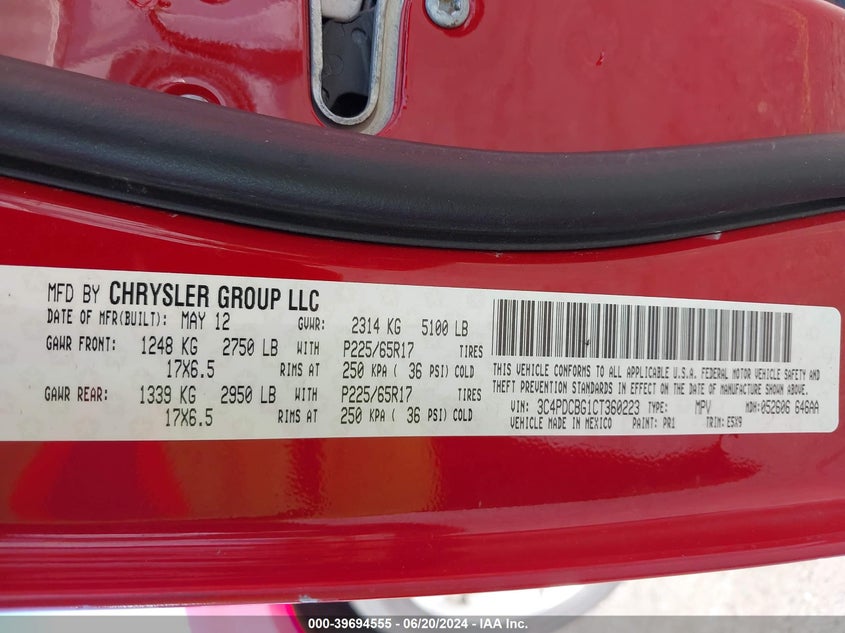 MFD BY CHRYSLER GROUP LLC
DATE OF MFR(BUILT): MAY 12 GVWR: 2314 KG 5100 LB
GAWR FRONT: 1248 KG 2750 LB WITH P225/65R17 TIRES
17X6.5 RIMS AT 250 KPA ( 36 PSI) COLD
GAWR REAR: 1339 KG 2950 LB WITH P225/65R17 TIRES
17X6.5 RIMS AT 250 KPA ( 36 PSI) COLD
THIS VEHICLE CONFORMS TO ALL APPLICABLE U.S.A. FEDERAL MOTOR VEHICLE SAFETY AND
THEFT PREVENTION STANDARDS IN EFFECT ON THE DATE OF MANUFACTURE SHOWN ABOVE.
VIN: 3C4PDCBG1CT360223 TYPE: MPV MDH: 052606 646AA
VEHICLE MADE IN MEXICO PAINT: PR1 TRIM: E5X9
000-39694555 - 06/20/2024 - IAA Inc.